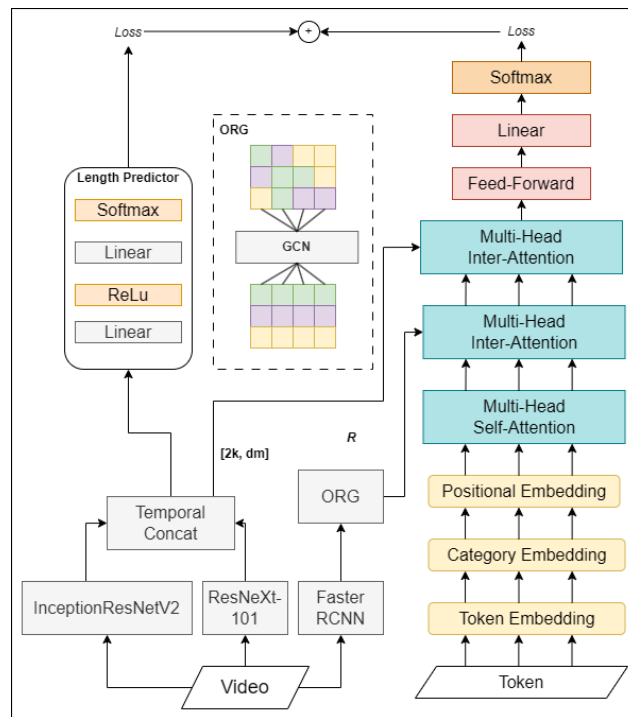 Loss
+
Loss
Softmax
Linear
Feed-Forward
ORG
GCN
Length Predictor
Softmax
Linear
ReLu
Linear
Multi-Head
Inter-Attention
Multi-Head
Inter-Attention
Multi-Head
Self-Attention
[2k, dm]
R
Temporal
Concat
ORG
Positional Embedding
Category Embedding
Token Embedding
InceptionResNetV2
ResNeXt-
101
Faster
RCNN
Video
Token